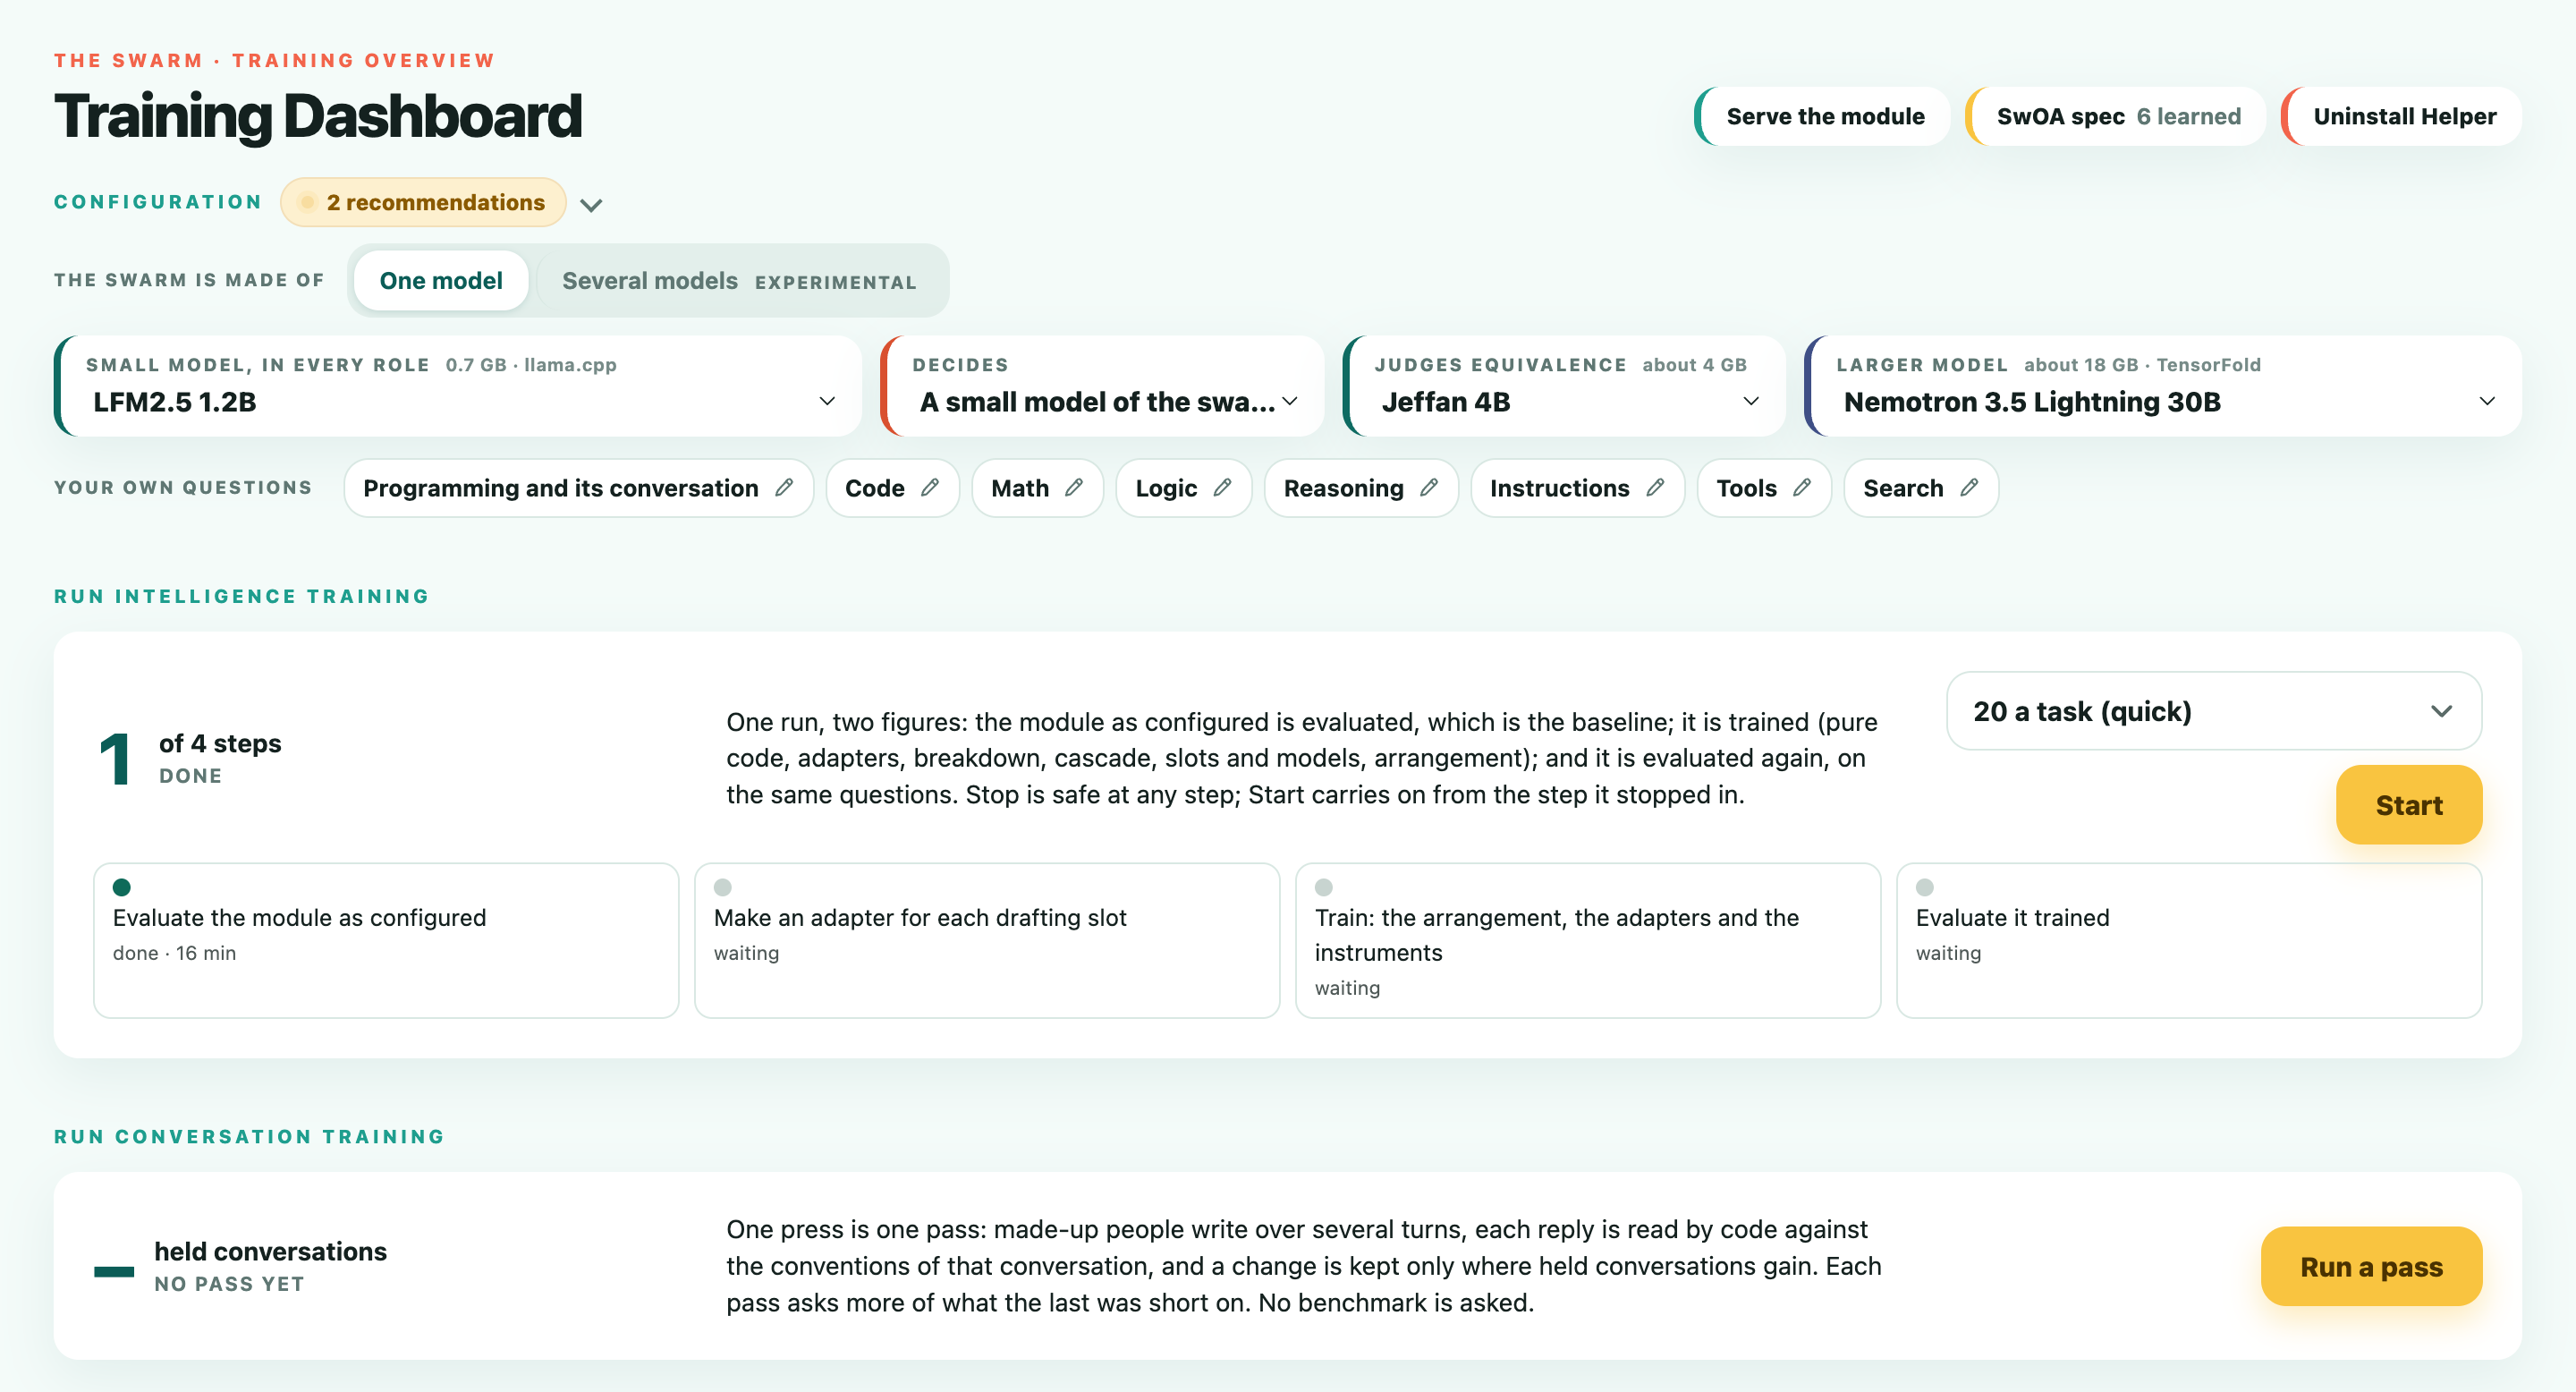 THE SWARM · TRAINING OVERVIEW
Training Dashboard
Serve the module
SwOA spec 6 learned
Uninstall Helper
CONFIGURATION
2 recommendations
THE SWARM IS MADE OF
One model
Several models EXPERIMENTAL
SMALL MODEL, IN EVERY ROLE 0.7 GB · llama.cpp
LFM2.5 1.2B
DECIDES
A small model of the swa...
JUDGES EQUIVALENCE about 4 GB
Jeffan 4B
LARGER MODEL about 18 GB · TensorFold
Nemotron 3.5 Lightning 30B
YOUR OWN QUESTIONS
Programming and its conversation
Code
Math
Logic
Reasoning
Instructions
Tools
Search
RUN INTELLIGENCE TRAINING
1 of 4 steps
DONE
One run, two figures: the module as configured is evaluated, which is the baseline; it is trained (pure
code, adapters, breakdown, cascade, slots and models, arrangement); and it is evaluated again, on
the same questions. Stop is safe at any step; Start carries on from the step it stopped in.
20 a task (quick)
Start
Evaluate the module as configured
done · 16 min
Make an adapter for each drafting slot
waiting
Train: the arrangement, the adapters and the
instruments
waiting
Evaluate it trained
waiting
RUN CONVERSATION TRAINING
– held conversations
NO PASS YET
One press is one pass: made-up people write over several turns, each reply is read by code against
the conventions of that conversation, and a change is kept only where held conversations gain. Each
pass asks more of what the last was short on. No benchmark is asked.
Run a pass